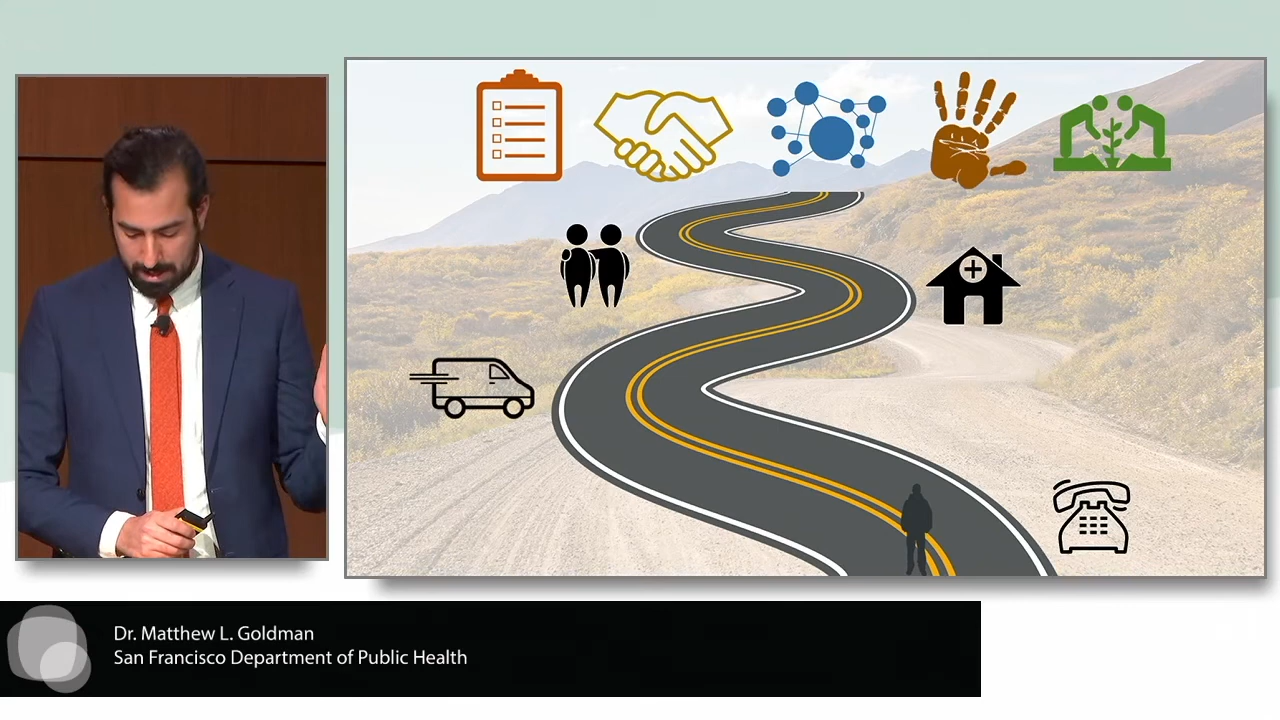 Dr. Matthew L. Goldman
San Francisco Department of Public Health